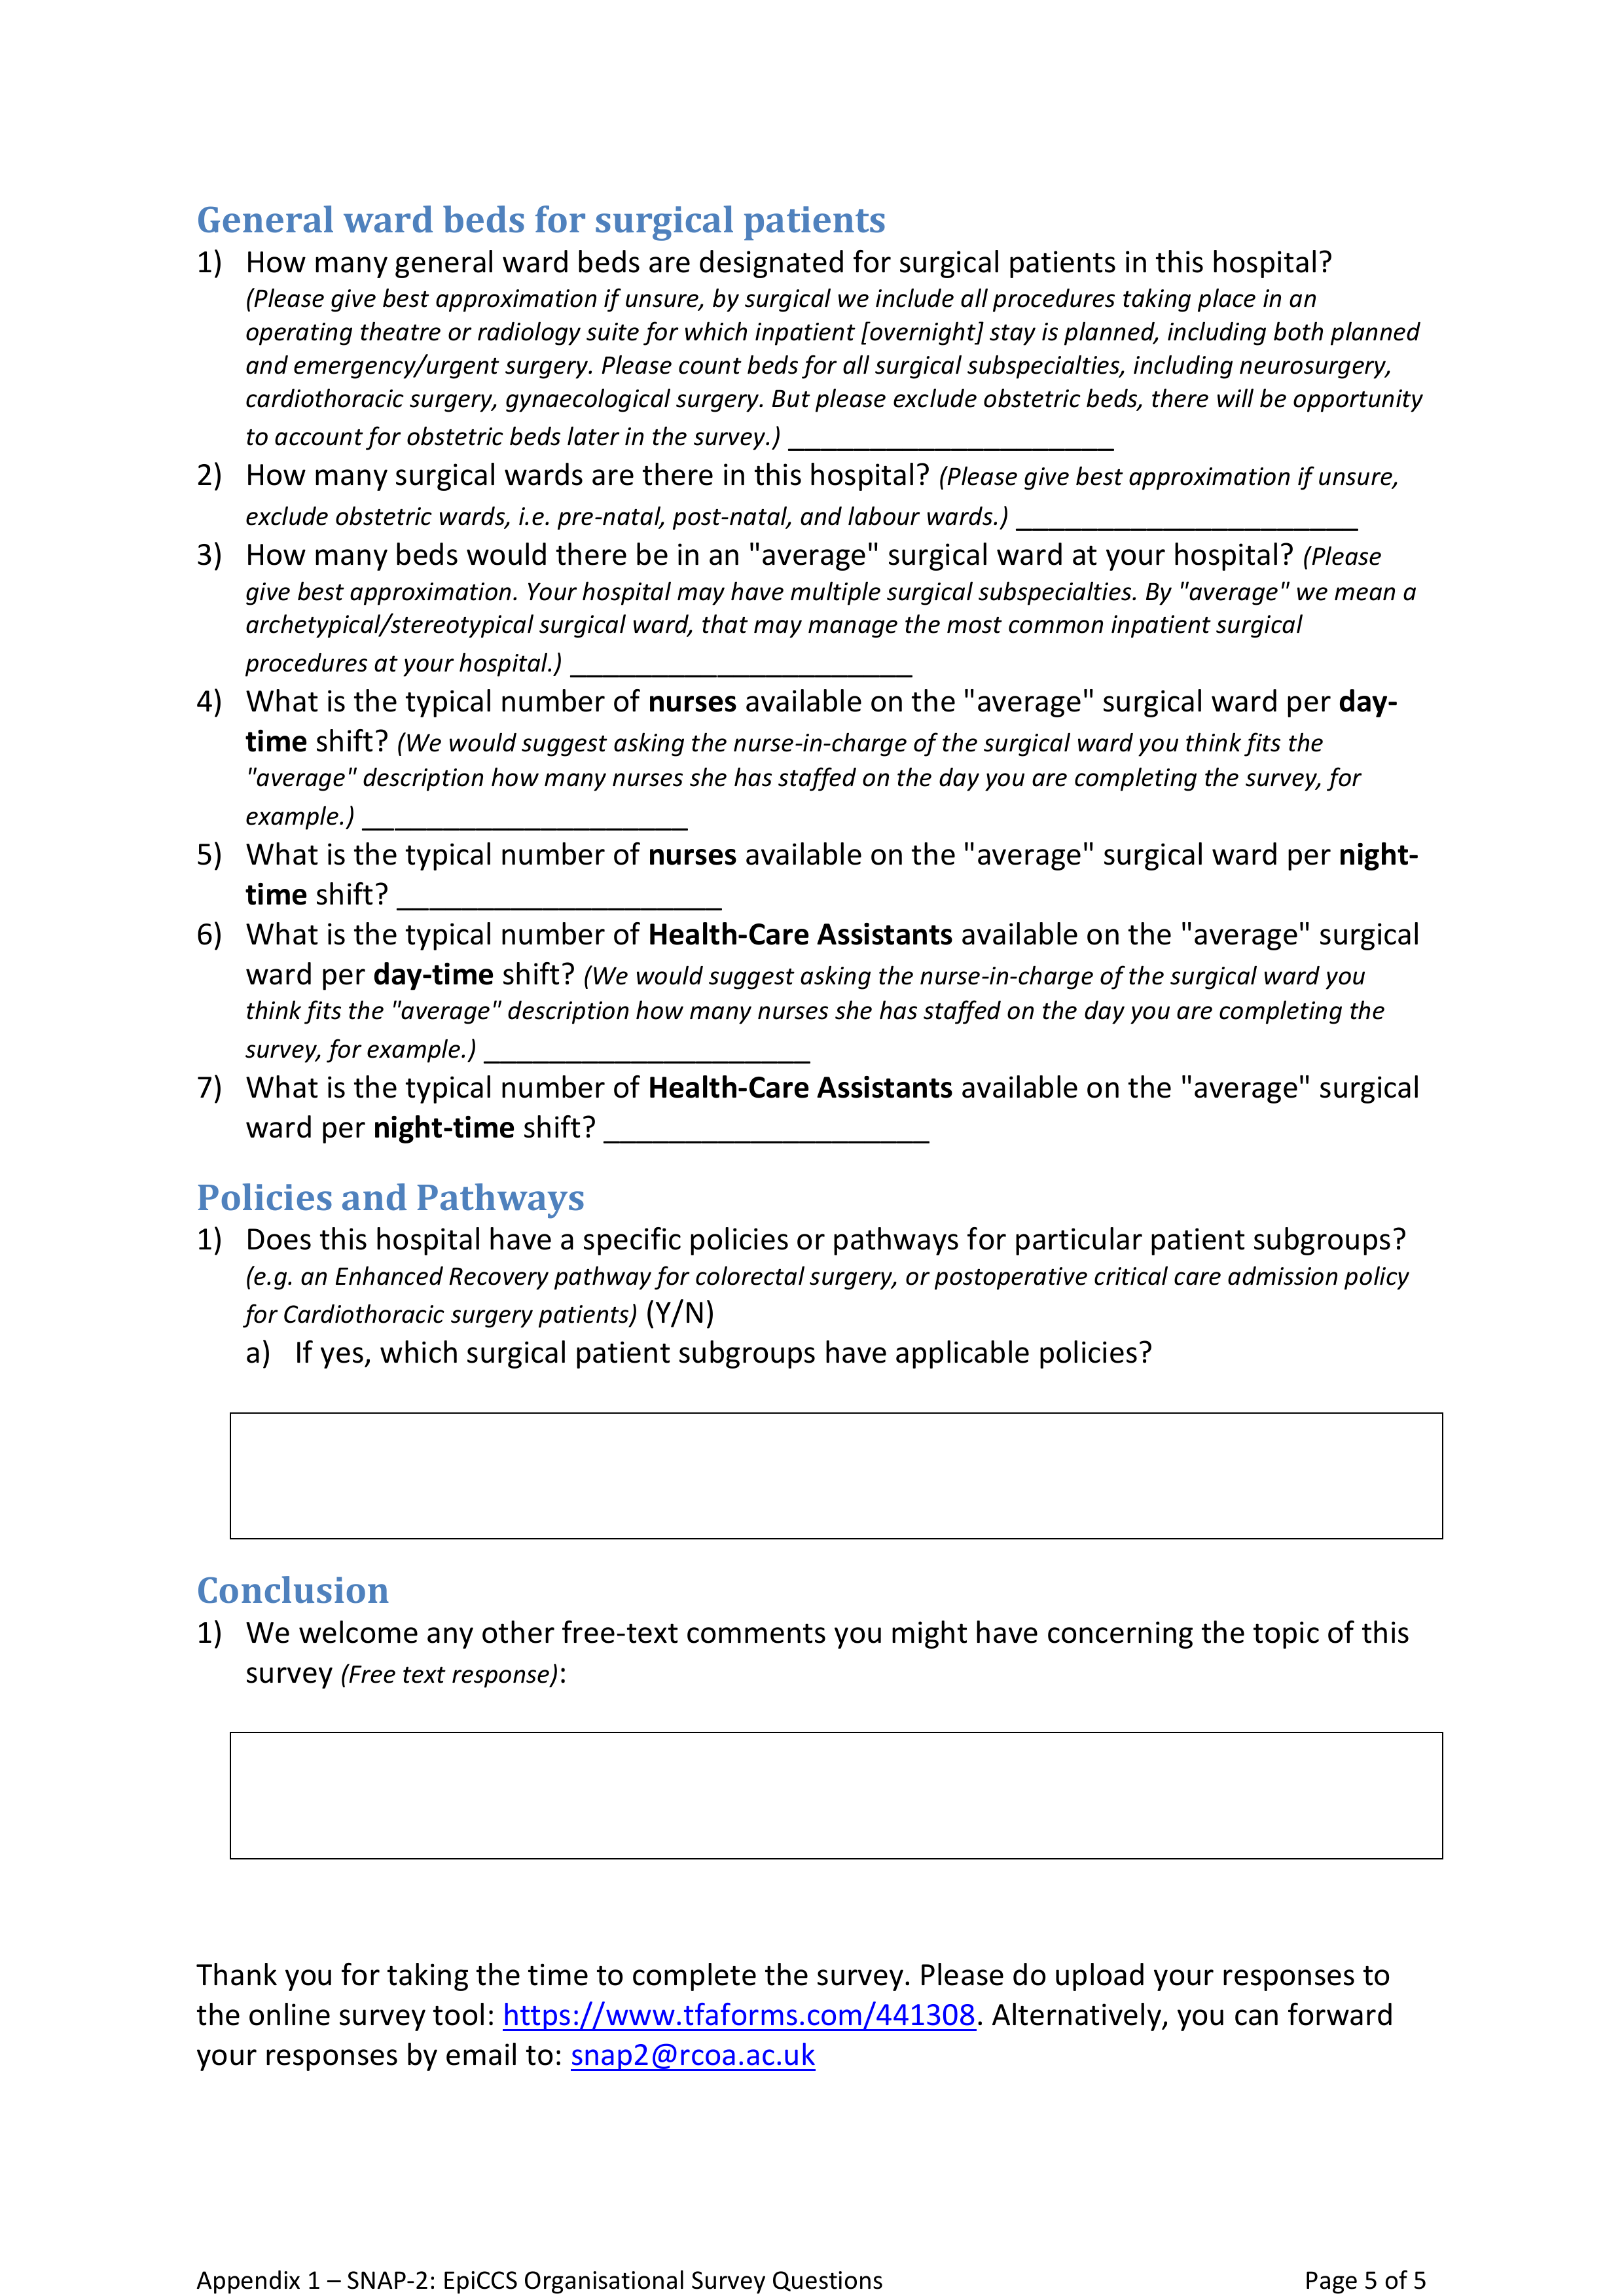 General ward beds for surgical patients
1) How many general ward beds are designated for surgical patients in this hospital?
(Please give best approximation if unsure, by surgical we include all procedures taking place in an
operating theatre or radiology suite for which inpatient [overnight] stay is planned, including both planned
and emergency/urgent surgery. Please count beds for all surgical subspecialties, including neurosurgery,
cardiothoracic surgery, gynaecological surgery. But please exclude obstetric beds, there will be opportunity
to account for obstetric beds later in the survey.) ____________________
2) How many surgical wards are there in this hospital? (Please give best approximation if unsure,
exclude obstetric wards, i.e. pre-natal, post-natal, and labour wards.) _____________________
3) How many beds would there be in an "average" surgical ward at your hospital? (Please
give best approximation. Your hospital may have multiple surgical subspecialties. By "average" we mean a
archetypical/stereotypical surgical ward, that may manage the most common inpatient surgical
procedures at your hospital.) _____________________
4) What is the typical number of nurses available on the "average" surgical ward per day-
time shift? (We would suggest asking the nurse-in-charge of the surgical ward you think fits the
"average" description how many nurses she has staffed on the day you are completing the survey, for
example.) ____________________
5) What is the typical number of nurses available on the "average" surgical ward per night-
time shift? ____________________
6) What is the typical number of Health-Care Assistants available on the "average" surgical
ward per day-time shift? (We would suggest asking the nurse-in-charge of the surgical ward you
think fits the "average" description how many nurses she has staffed on the day you are completing the
survey, for example.) ____________________
7) What is the typical number of Health-Care Assistants available on the "average" surgical
ward per night-time shift? ____________________
Policies and Pathways
1) Does this hospital have a specific policies or pathways for particular patient subgroups?
(e.g. an Enhanced Recovery pathway for colorectal surgery, or postoperative critical care admission policy
for Cardiothoracic surgery patients) (Y/N)
a) If yes, which surgical patient subgroups have applicable policies?
Conclusion
1) We welcome any other free-text comments you might have concerning the topic of this
survey (Free text response):
Thank you for taking the time to complete the survey. Please do upload your responses to
the online survey tool: https://www.tfaforms.com/441308. Alternatively, you can forward
your responses by email to: snap2@rcoa.ac.uk
Appendix 1 – SNAP-2: EpiCCS Organisational Survey Questions Page 5 of 5